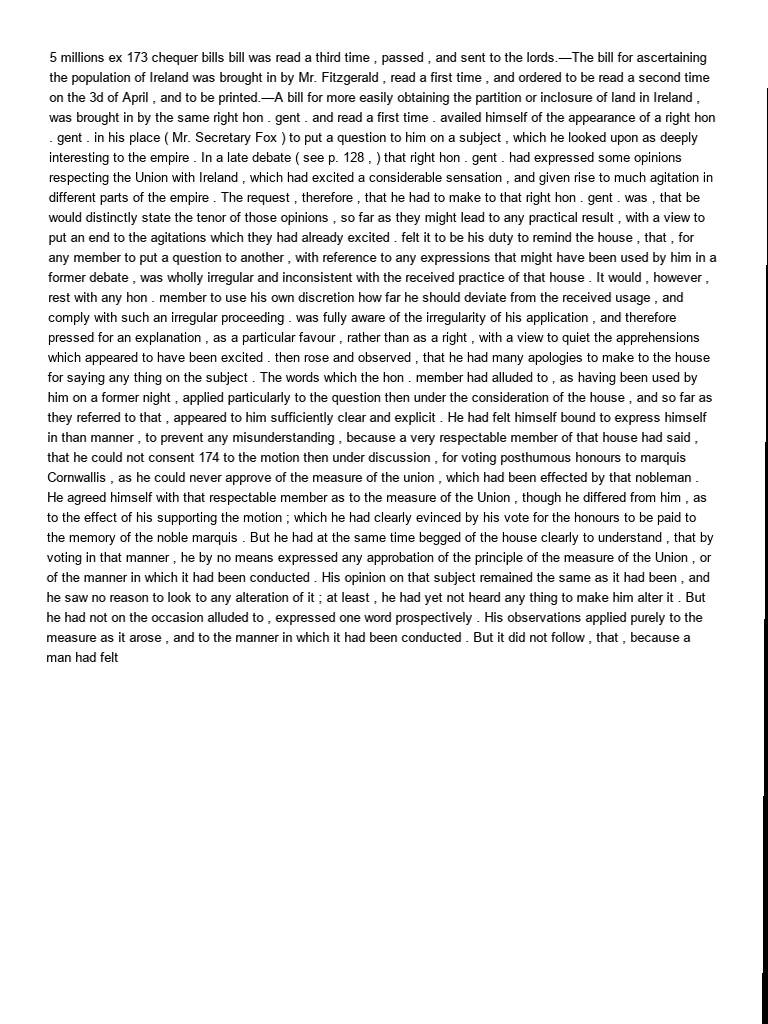 5 millions ex 173 chequer bills bill was read a third time , passed , and sent to the lords.—The bill for ascertaining
the population of Ireland was brought in by Mr. Fitzgerald , read a first time , and ordered to be read a second time
on the 3d of April , and to be printed.—A bill for more easily obtaining the partition or inclosure of land in Ireland ,
was brought in by the same right hon . gent . and read a first time . availed himself of the appearance of a right hon
. gent . in his place ( Mr. Secretary Fox ) to put a question to him on a subject , which he looked upon as deeply
interesting to the empire . In a late debate ( see p. 128 , ) that right hon . gent . had expressed some opinions
respecting the Union with Ireland , which had excited a considerable sensation , and given rise to much agitation in
different parts of the empire . The request , therefore , that he had to make to that right hon . gent . was , that be
would distinctly state the tenor of those opinions , so far as they might lead to any practical result , with a view to
put an end to the agitations which they had already excited . felt it to be his duty to remind the house , that , for
any member to put a question to another , with reference to any expressions that might have been used by him in a
former debate , was wholly irregular and inconsistent with the received practice of that house . It would , however ,
rest with any hon . member to use his own discretion how far he should deviate from the received usage , and
comply with such an irregular proceeding . was fully aware of the irregularity of his application , and therefore
pressed for an explanation , as a particular favour , rather than as a right , with a view to quiet the apprehensions
which appeared to have been excited . then rose and observed , that he had many apologies to make to the house
for saying any thing on the subject . The words which the hon . member had alluded to , as having been used by
him on a former night , applied particularly to the question then under the consideration of the house , and so far as
they referred to that , appeared to him sufficiently clear and explicit . He had felt himself bound to express himself
in than manner , to prevent any misunderstanding , because a very respectable member of that house had said ,
that he could not consent 174 to the motion then under discussion , for voting posthumous honours to marquis
Cornwallis , as he could never approve of the measure of the union , which had been effected by that nobleman .
He agreed himself with that respectable member as to the measure of the Union , though he differed from him , as
to the effect of his supporting the motion ; which he had clearly evinced by his vote for the honours to be paid to
the memory of the noble marquis . But he had at the same time begged of the house clearly to understand , that by
voting in that manner , he by no means expressed any approbation of the principle of the measure of the Union , or
of the manner in which it had been conducted . His opinion on that subject remained the same as it had been , and
he saw no reason to look to any alteration of it ; at least , he had yet not heard any thing to make him alter it . But
he had not on the occasion alluded to , expressed one word prospectively . His observations applied purely to the
measure as it arose , and to the manner in which it had been conducted . But it did not follow , that , because a
man had felt